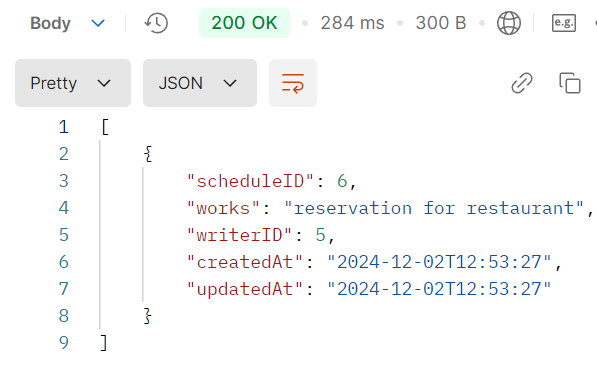 Body 200 OK 284 ms 300 B e.g.
Pretty JSON
1 [
2 {
3 "scheduleID": 6,
4 "works": "reservation for restaurant",
5 "writerID": 5,
6 "createdAt": "2024-12-02T12:53:27",
7 "updatedAt": "2024-12-02T12:53:27"
8 }
9 ]